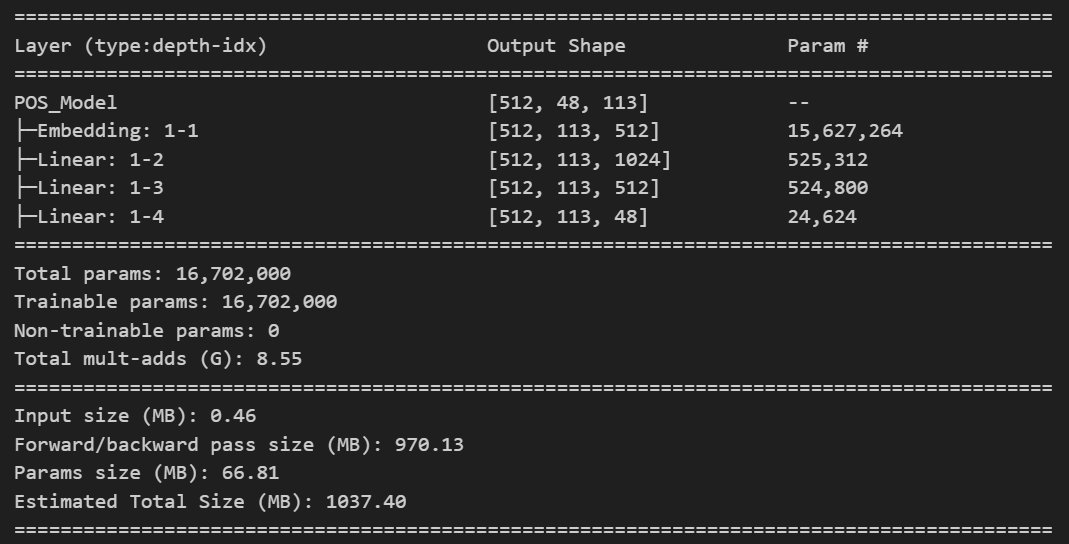 ==========================================================================================
Layer (type:depth-idx)                   Output Shape              Param #
==========================================================================================
POS_Model                                [512, 48, 113]            --
├─Embedding: 1-1                         [512, 113, 512]           15,627,264
├─Linear: 1-2                            [512, 113, 1024]          525,312
├─Linear: 1-3                            [512, 113, 512]           524,800
├─Linear: 1-4                            [512, 113, 48]            24,624
==========================================================================================
Total params: 16,702,000
Trainable params: 16,702,000
Non-trainable params: 0
Total mult-adds (G): 8.55
==========================================================================================
Input size (MB): 0.46
Forward/backward pass size (MB): 970.13
Params size (MB): 66.81
Estimated Total Size (MB): 1037.40
==========================================================================================